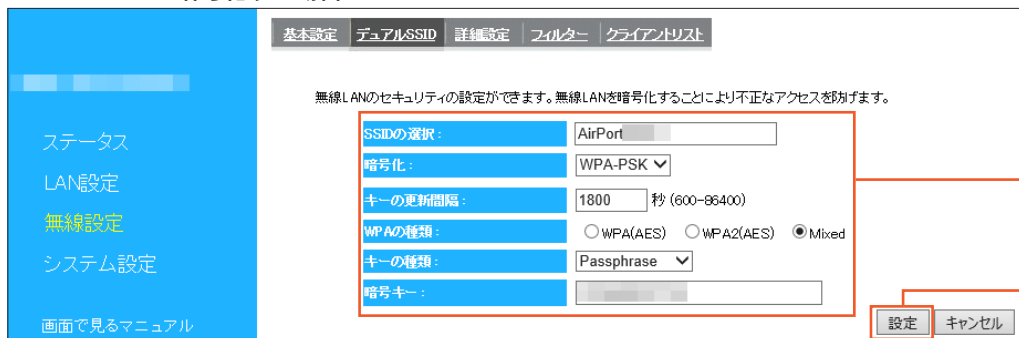 基本設定 デュアルSSID 詳細設定 フィルター クライアントリスト
無線LANのセキュリティの設定ができます。無線LANを暗号化することにより不正なアクセスを防げます。
ステータス
LAN設定
無線設定
システム設定
画面で見るマニュアル
SSIDの選択: AirPort
暗号化: WPA-PSK
キーの更新間隔: 1800 秒 (600-86400)
WPAの種類: WPA(AES) WPA2(AES) Mixed
キーの種類: Passphrase
暗号キー:
設定 キャンセル